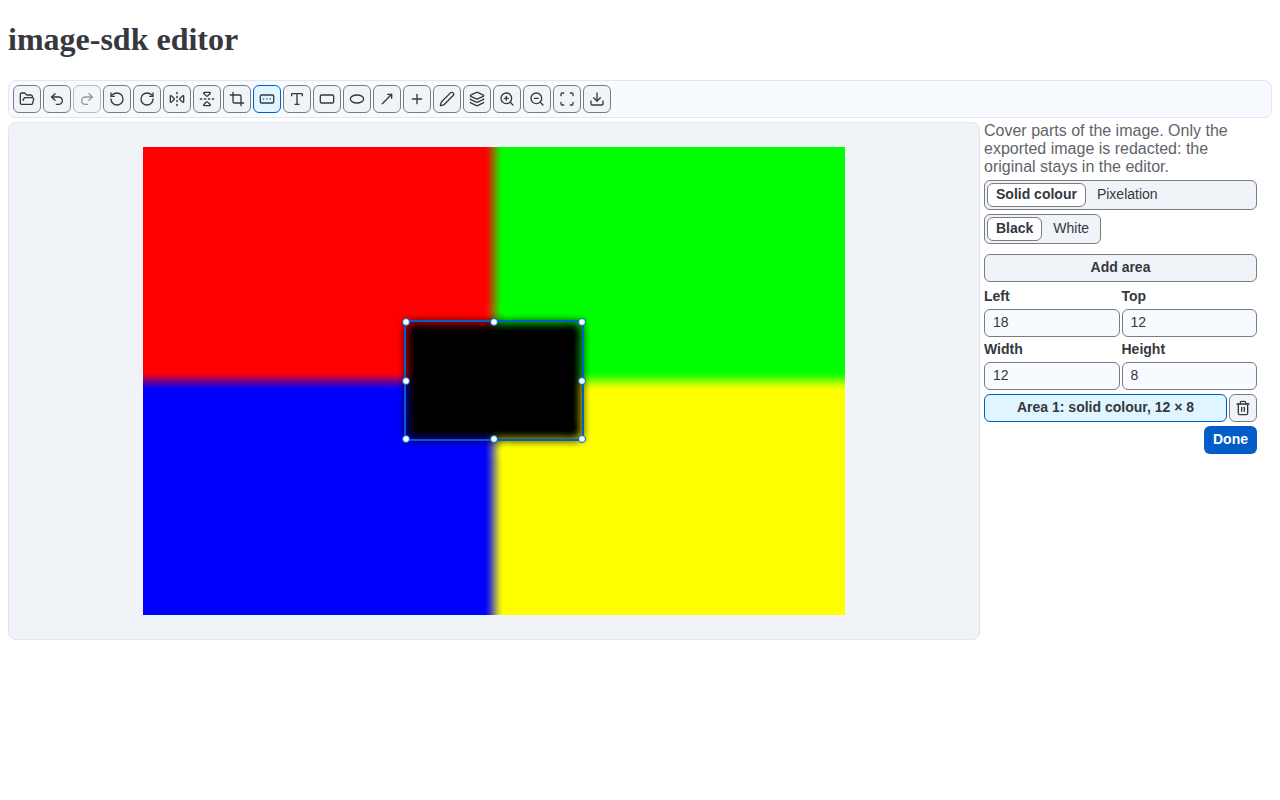 image-sdk editor
Cover parts of the image. Only the
exported image is redacted: the
original stays in the editor.
Solid colour Pixelation
Black White
Add area
Left Top
18 12
Width Height
12 8
Area 1: solid colour, 12 × 8
Done